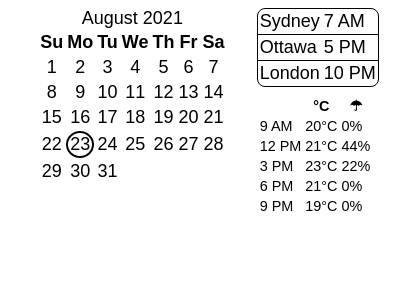 August 2021
Su Mo Tu We Th Fr Sa
1 2 3 4 5 6 7
8 9 10 11 12 13 14
15 16 17 18 19 20 21
22 23 24 25 26 27 28
29 30 31
Sydney 7 AM
Ottawa 5 PM
London 10 PM
°C ☂
9 AM 20°C 0%
12 PM 21°C 44%
3 PM 23°C 22%
6 PM 21°C 0%
9 PM 19°C 0%